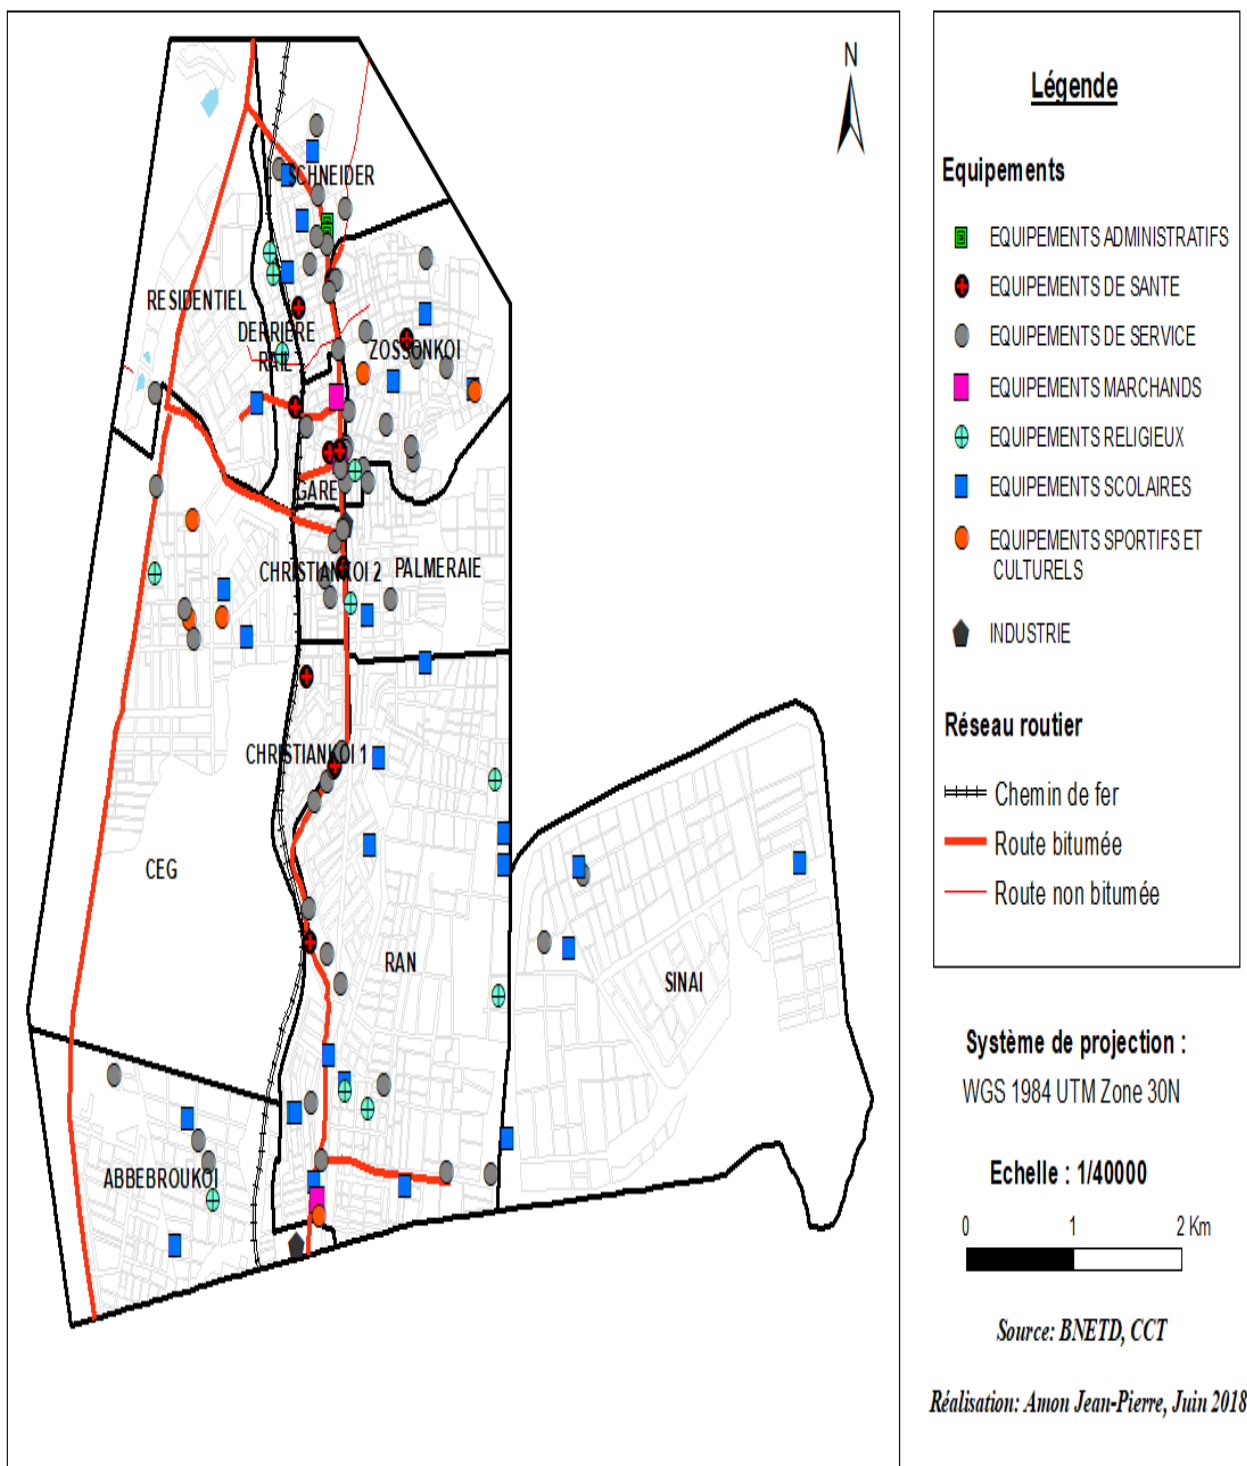 N
SCHNEIDER
RESIDENTIEL
DERRIERE
RAIL
ZOSSONKOI
GARE
CHRISTIANKOI 2
PALMERAIE
CHRISTIANKOI 1
CEG
RAN
SINAI
ABBEBROUKOI
Légende
Equipements
EQUIPEMENTS ADMINISTRATIFS
EQUIPEMENTS DE SANTE
EQUIPEMENTS DE SERVICE
EQUIPEMENTS MARCHANDS
EQUIPEMENTS RELIGIEUX
EQUIPEMENTS SCOLAIRES
EQUIPEMENTS SPORTIFS ET
CULTURELS
INDUSTRIE
Réseau routier
Chemin de fer
Route bitumée
Route non bitumée
Système de projection :
WGS 1984 UTM Zone 30N
Echelle : 1/40000
0 1 2 Km
Source: BNETD, CCT
Réalisation: Amon Jean-Pierre, Juin 2018